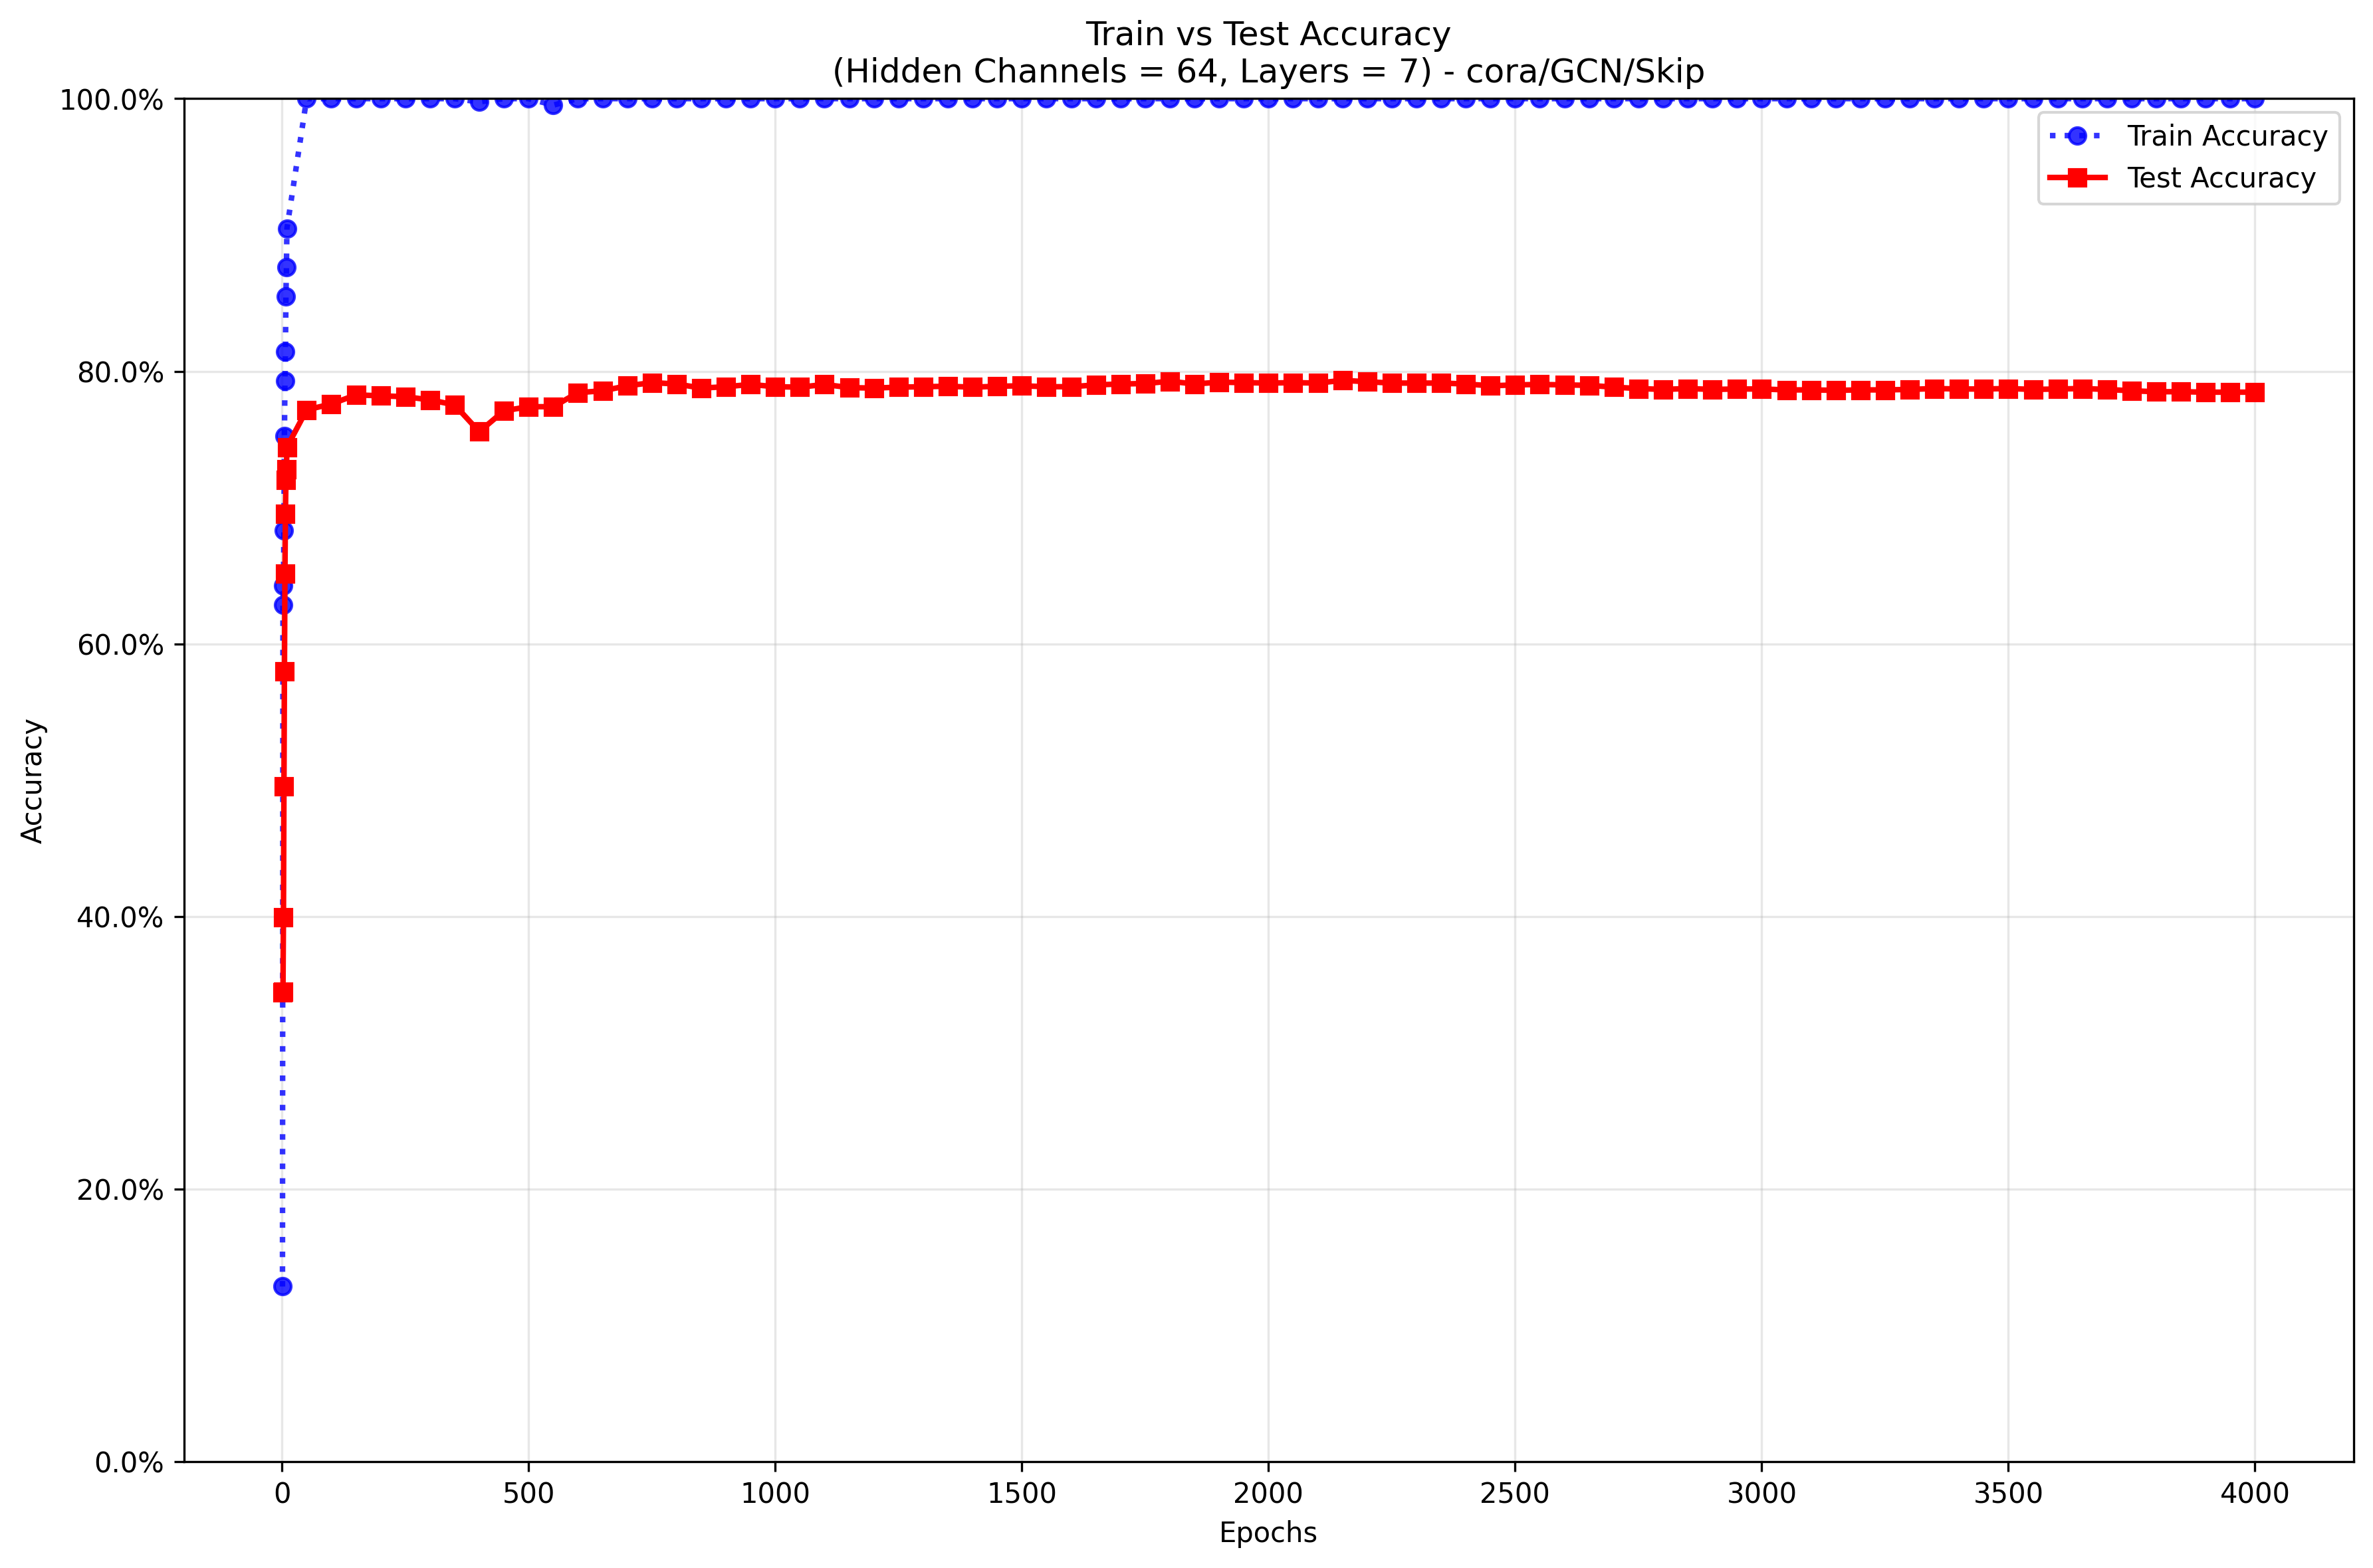 Train vs Test Accuracy
(Hidden Channels = 64, Layers = 7) - cora/GCN/Skip
100.0%
80.0%
60.0%
40.0%
20.0%
0.0%
Accuracy
Train Accuracy
Test Accuracy
0 500 1000 1500 2000 2500 3000 3500 4000
Epochs